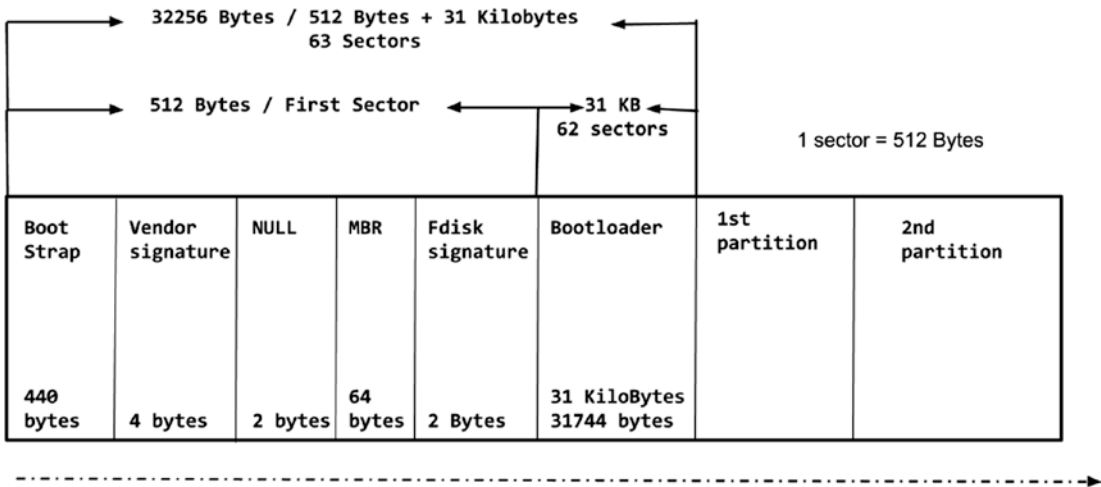 32256 Bytes / 512 Bytes + 31 Kilobytes
63 Sectors
512 Bytes / First Sector
31 KB
62 sectors
1 sector = 512 Bytes
Boot
Strap
Vendor
signature
NULL
MBR
Fdisk
signature
Bootloader
1st
partition
2nd
partition
440
bytes
4 bytes
2 bytes
64
bytes
2 Bytes
31 KiloBytes
31744 bytes